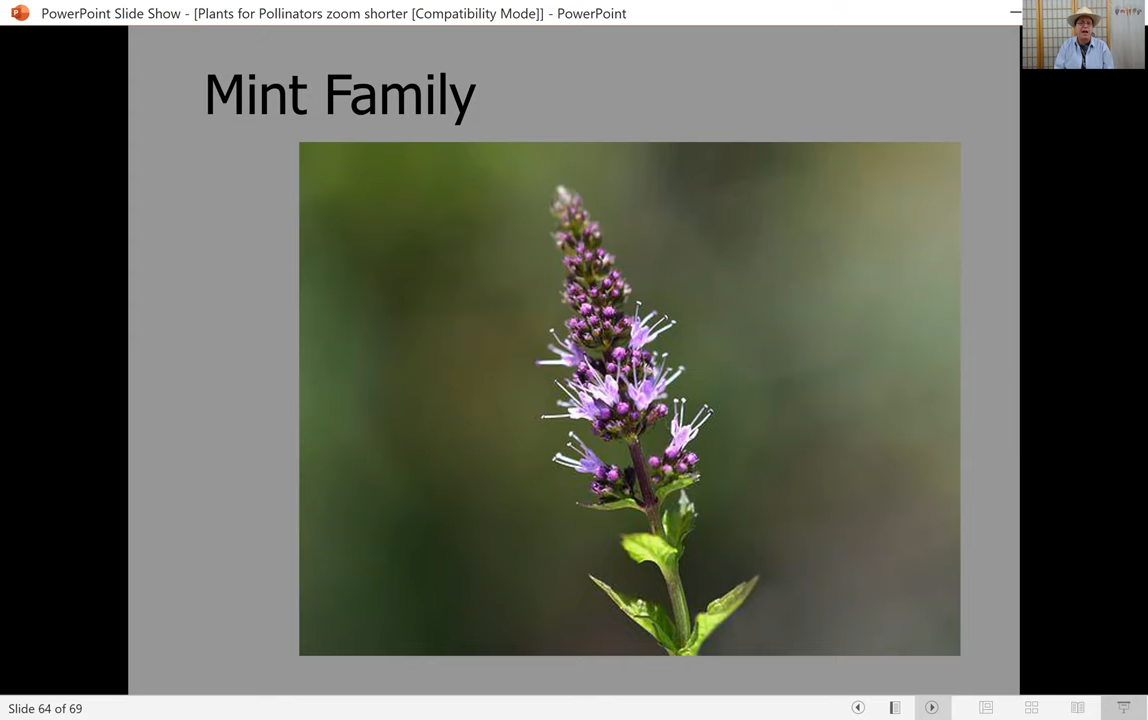 PowerPoint Slide Show - [Plants for Pollinators zoom shorter [Compatibility Mode]] - PowerPoint
Mint Family
Slide 64 of 69